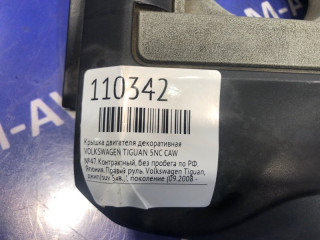 110342
Крышка двигателя декоративная
VOLKSWAGEN TIGUAN 5NC CAW
№47. Контрактный, без пробега по РФ.
Япония. Правый руль. Volkswagen Tiguan,
поколение (09.2008
M-AV